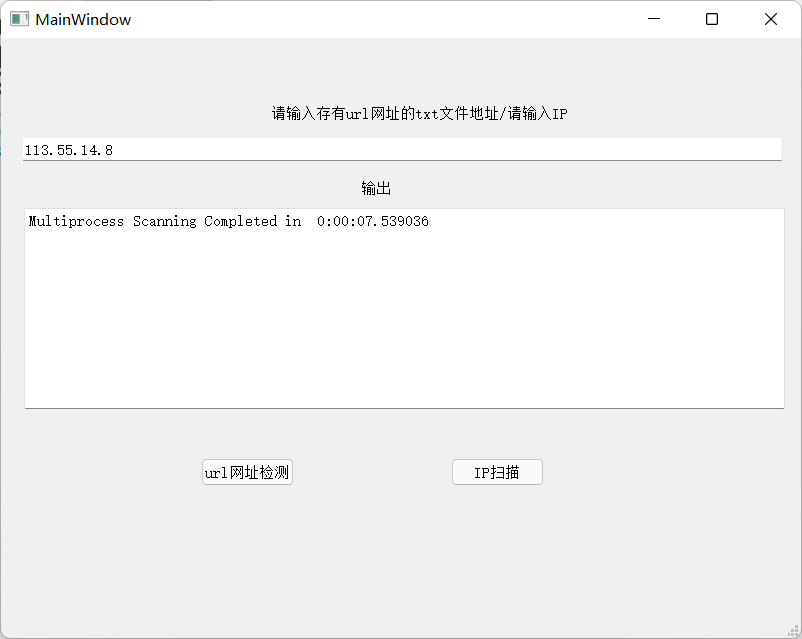 MainWindow
请输入存有url网址的txt文件地址/请输入IP
113.55.14.8
输出
Multiprocess Scanning Completed in  0:00:07.539036
url网址检测 IP扫描